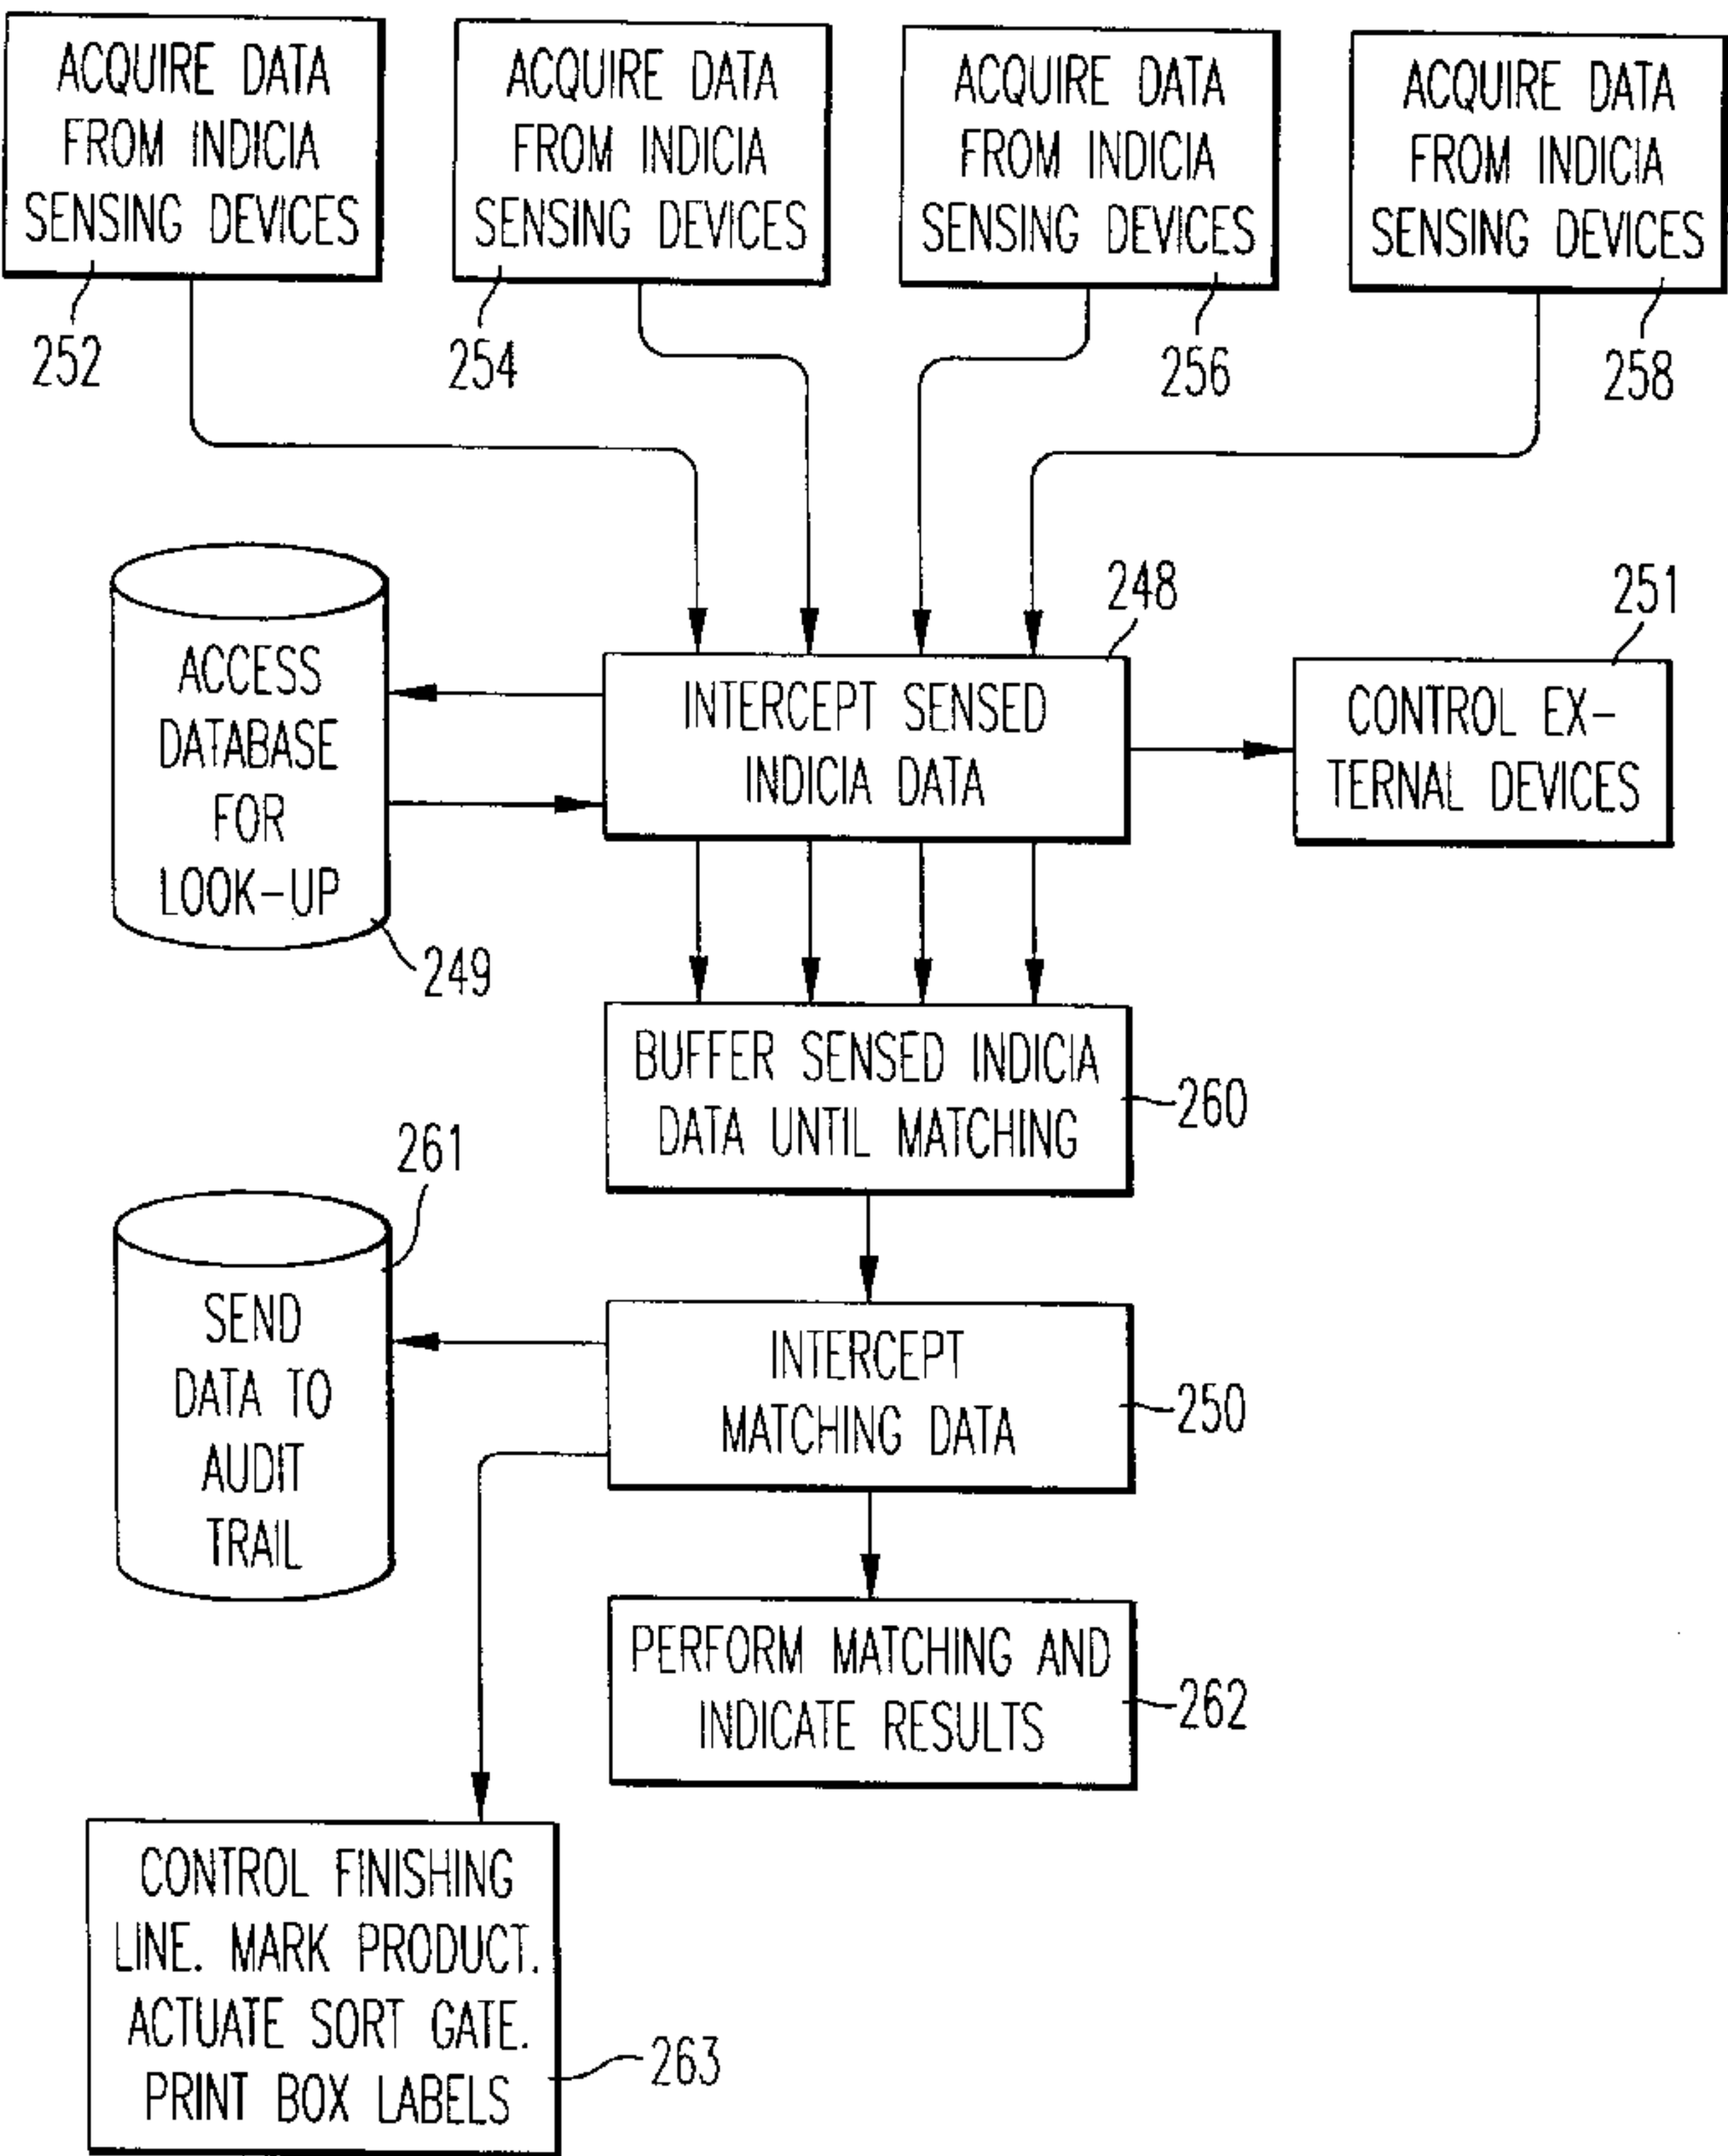 ACQUIRE DATA
FROM INDICIA
SENSING DEVICES
252
ACQUIRE DATA
FROM INDICIA
SENSING DEVICES
254
ACQUIRE DATA
FROM INDICIA
SENSING DEVICES
256
ACQUIRE DATA
FROM INDICIA
SENSING DEVICES
258
ACCESS
DATABASE
FOR
LOOK-UP
249
248
INTERCEPT SENSED
INDICIA DATA
251
CONTROL EX-
TERNAL DEVICES
BUFFER SENSED INDICIA
DATA UNTIL MATCHING
260
261
SEND
DATA TO
AUDIT
TRAIL
INTERCEPT
MATCHING DATA
250
PERFORM MATCHING AND
INDICATE RESULTS
262
CONTROL FINISHING
LINE. MARK PRODUCT.
ACTUATE SORT GATE.
PRINT BOX LABELS
263